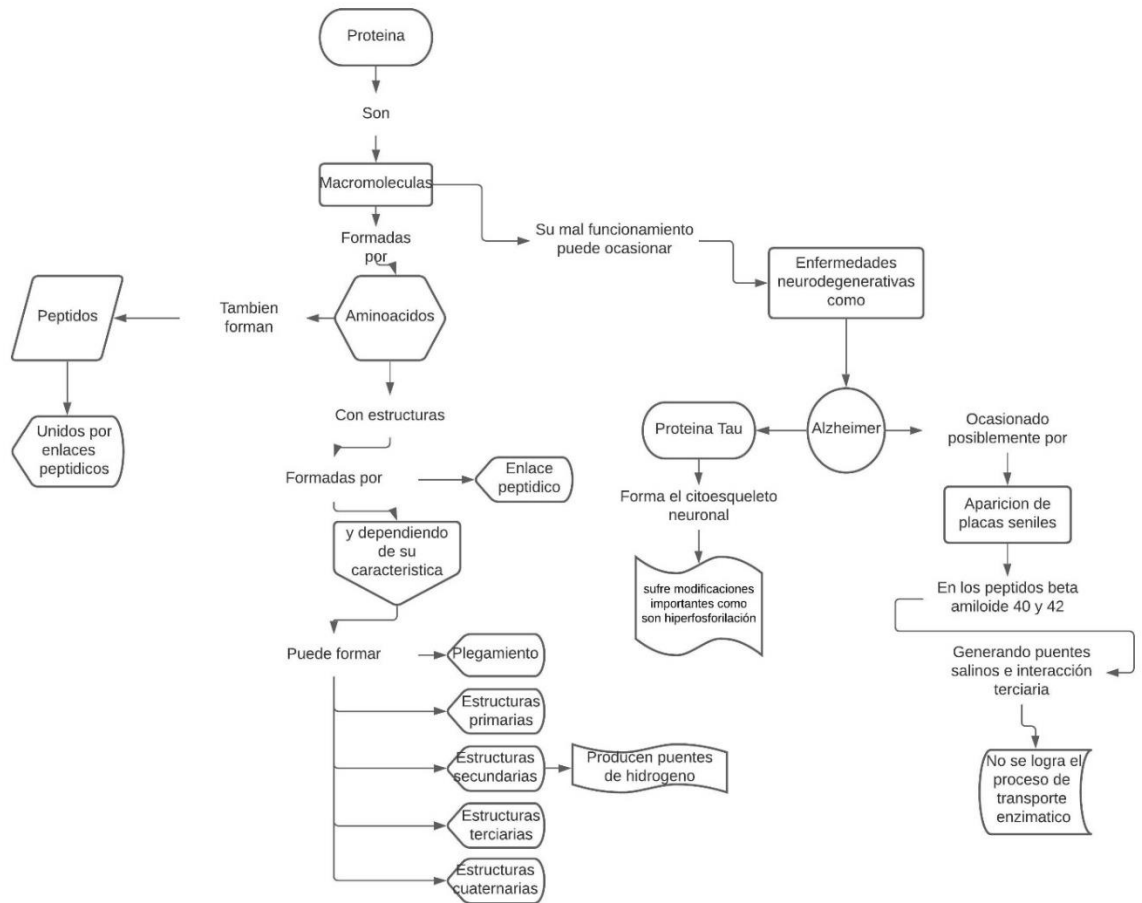 Proteina
Son
Macromoleculas
Formadas
por
Su mal funcionamiento
puede ocasionar
Enfermedades
neurodegenerativas
como
Peptidos
Tambien
forman
Aminoacidos
Unidos por
enlaces
peptidicos
Con estructuras
Formadas por
Enlace
peptidico
y dependiendo
de su
caracteristica
Puede formar
Plegamiento
Estructuras
primarias
Estructuras
secundarias
Producen puentes
de hidrogeno
Estructuras
terciarias
Estructuras
cuaternarias
Alzheimer
Proteina Tau
Forma el citoesqueleto
neuronal
sufre modificaciones
importantes como
son hiperfosforilación
Ocasionado
posiblemente por
Aparicion de
placas seniles
En los peptidos beta
amiloide 40 y 42
Generando puentes
salinos e interacción
terciaria
No se logra el
proceso de
transporte
enzimatico